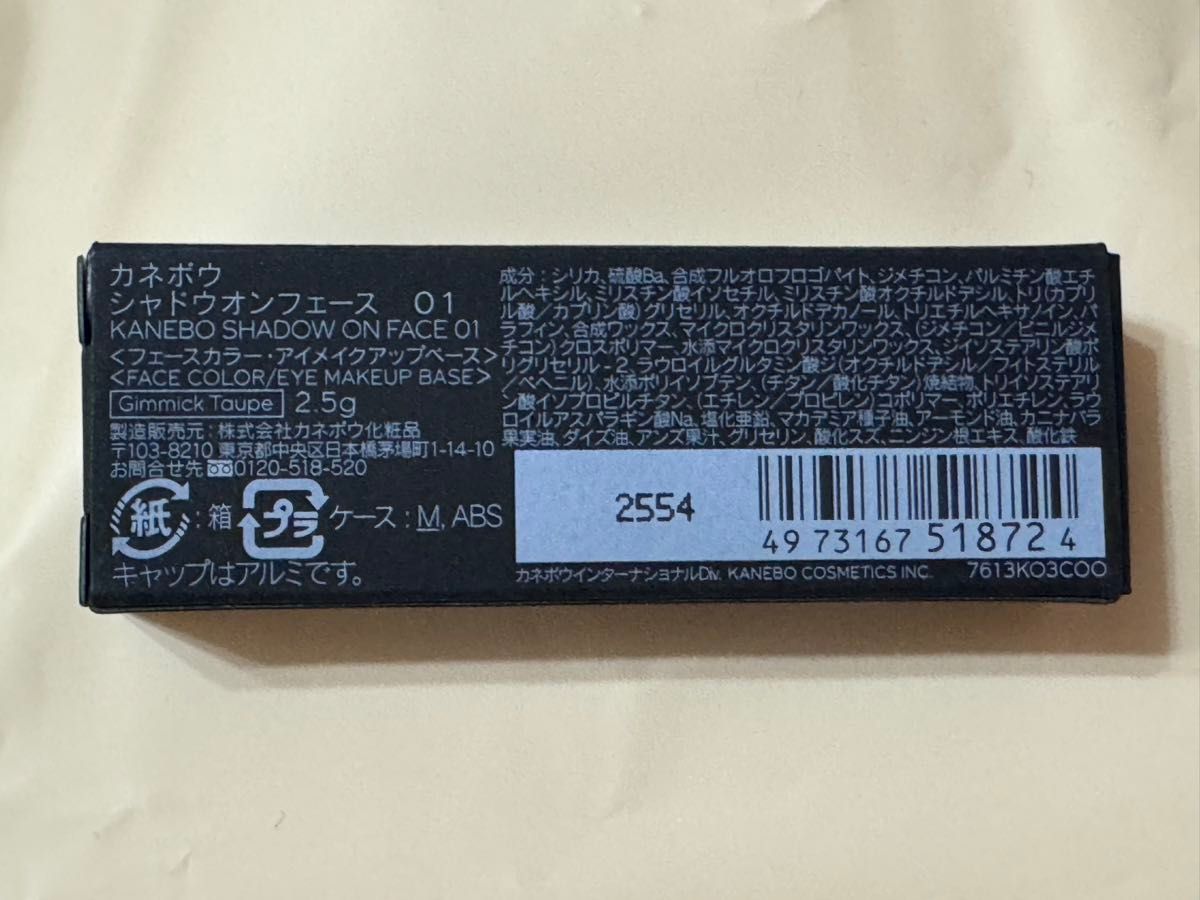 カネボウ
シャドウオンフェース 01
KANEBO SHADOW ON FACE 01
<フェースカラー・アイメイクアップベース>
<FACE COLOR/EYE MAKEUP BASE>
Gimmick Taupe 2.5g
製造販売元:株式会社カネボウ化粧品
〒103-8210 東京都中央区日本橋茅場町1-14-10
お問合せ先 0120-518-520
紙:箱 プラ ケース:M, ABS
キャップはアルミです。
成分:シリカ、硫酸Ba、合成フルオロフロゴパイト、ジメチコン、パルミチン酸エチ
ルヘキシル、ミリスチン酸イソセチル、ミリスチン酸オクチルドデシル、トリ(カプリ
ル酸/カプリン酸)グリセリル、オクチルドデカノール、トリエチルヘキサノイン、パ
ラフィン、合成ワックス、マイクロクリスタリンワックス、(ジメチコン/ビニルジメ
チコン)クロスポリマー、水添マイクロクリスタリンワックス、ジイソステアリン酸ポ
リグリセリル-2、ラウロイルグルタミン酸ジ(オクチルドデシル/フィトステリル
/ベヘニル)、水添ポリイソブテン、(チタン/酸化チタン)焼結物、トリイソステアリ
ン酸イソプロピルチタン、(エチレン/プロピレン)コポリマー、ポリエチレン、ラウ
ロイルアスパラギン酸Na、塩化亜鉛、マカデミア種子油、アーモンド油、カニナバラ
果実油、ダイズ油、アンズ果汁、グリセリン、酸化スズ、ニンジン根エキス、酸化鉄
2554
4973167518724
カネボウインターナショナルDiv. KANEBO COSMETICS INC. 7613K03C00